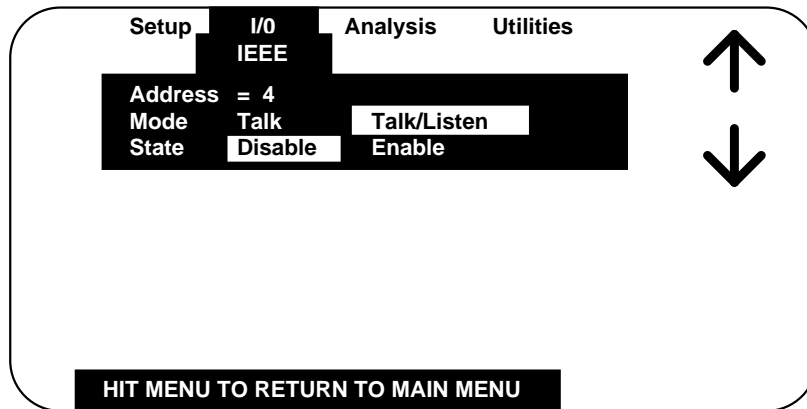 Setup I/0 Analysis Utilities
IEEE
Address = 4
Mode Talk Talk/Listen
State Disable Enable
HIT MENU TO RETURN TO MAIN MENU